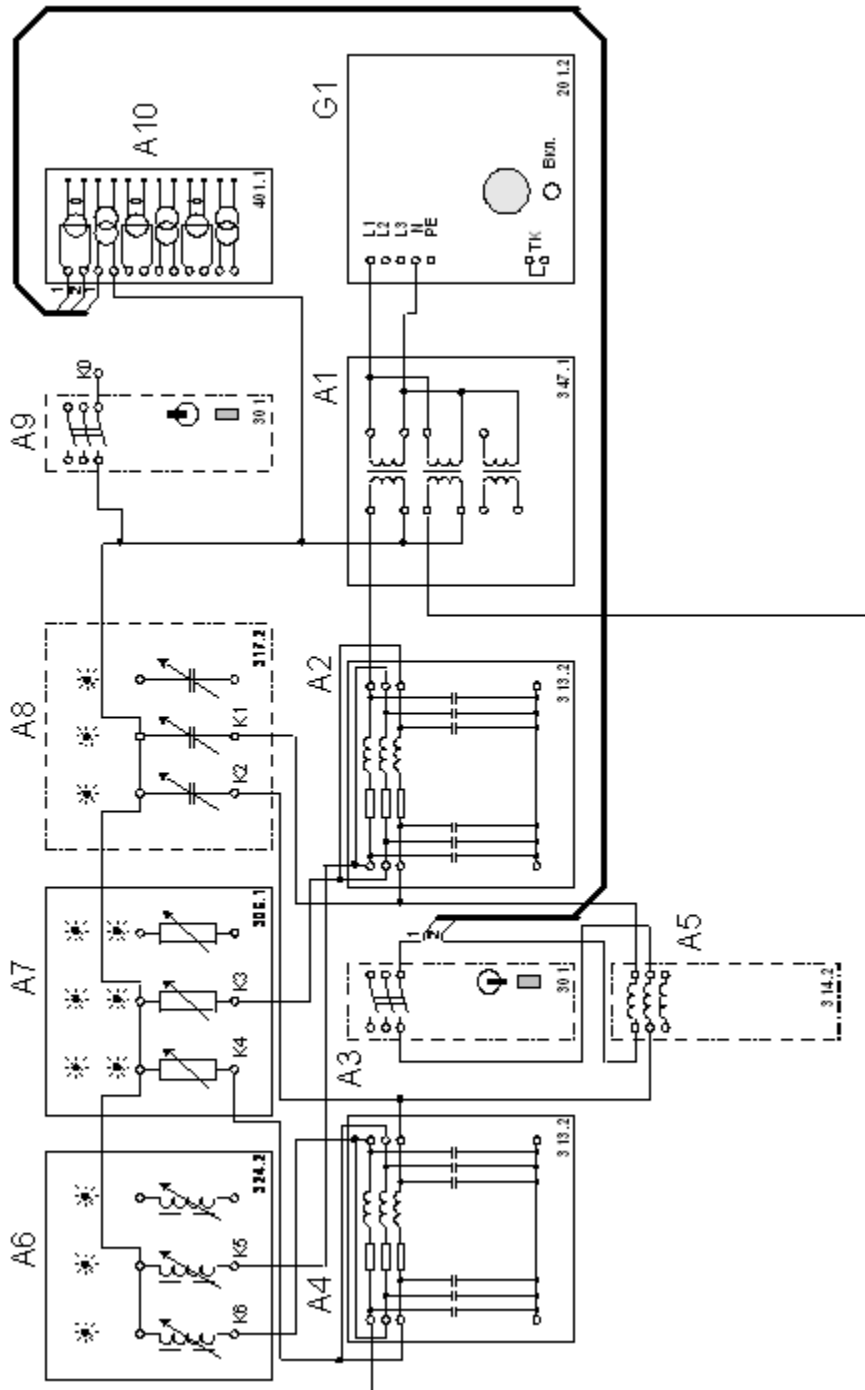 A10
401.1
1
2
1
G1
201.2
L1
L2
L3
N
PE
ТК
Вкл.
A9
K0
301
A1
347.1
A8
317.2
K1
K2
A2
313.2
A7
306.1
K3
K4
1
2
A3
301
A5
314.2
A6
324.2
K5
K6
A4
313.2